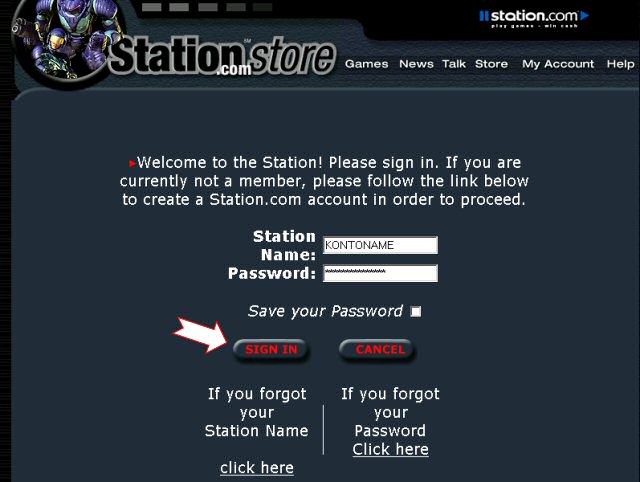 station.com
play games - win cash
Station.com store
SM
Games News Talk Store My Account Help
Welcome to the Station! Please sign in. If you are
currently not a member, please follow the link below
to create a Station.com account in order to proceed.
Station
Name: KONTONAME
Password: ***************
Save your Password
SIGN IN CANCEL
If you forgot
your
Station Name
click here
If you forgot
your
Password
Click here